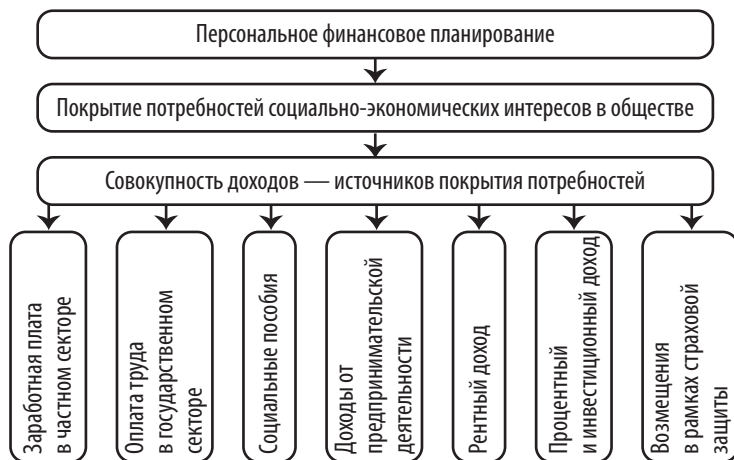 Персональное финансовое планирование
Покрытие потребностей социально-экономических интересов в обществе
Совокупность доходов — источников покрытия потребностей
Заработная плата
в частном секторе
Оплата труда
в государственном
секторе
Социальные пособия
Доходы от
предпринимательской
деятельности
Рентный доход
Процентный
и инвестиционный доход
Возмещения
в рамках страховой
защиты